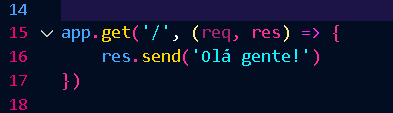 14
15 app.get('/', (req, res) => {
16 res.send('Olá gente!')
17 })
18